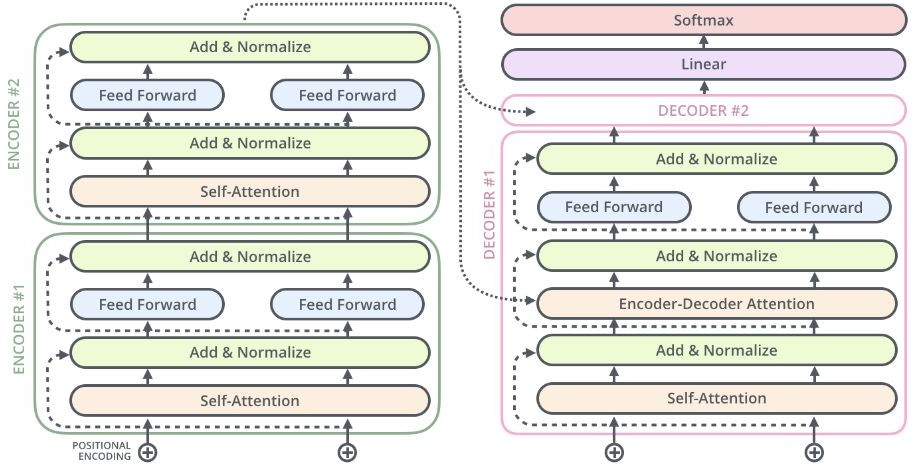 ENCODER #2
Add & Normalize
Feed Forward
Feed Forward
Add & Normalize
Self-Attention
ENCODER #1
Add & Normalize
Feed Forward
Feed Forward
Add & Normalize
Self-Attention
POSITIONAL
ENCODING
Softmax
Linear
DECODER #2
DECODER #1
Add & Normalize
Feed Forward
Feed Forward
Add & Normalize
Encoder-Decoder Attention
Add & Normalize
Self-Attention